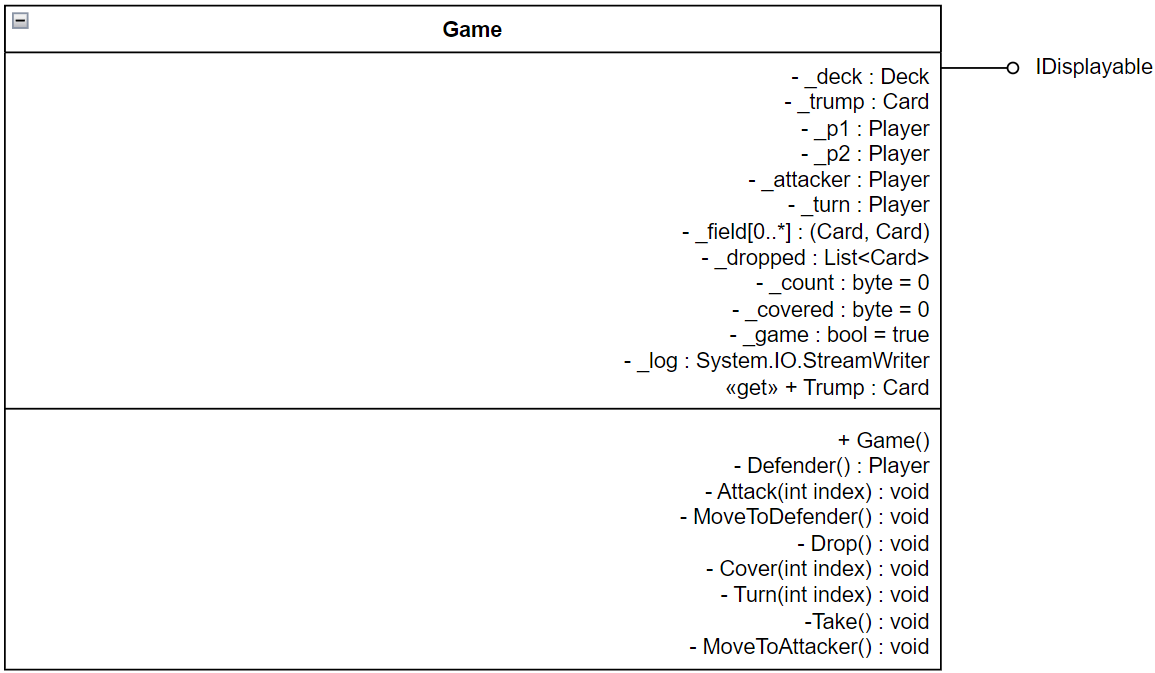 Game
- _deck : Deck
IDisplayable
- _trump : Card
- _p1 : Player
- _p2 : Player
- _attacker : Player
- _turn : Player
- _field[0..*] : (Card, Card)
- _dropped : List<Card>
- _count : byte = 0
- _covered : byte = 0
- _game : bool = true
- _log : System.IO.StreamWriter
«get» + Trump : Card
+ Game()
- Defender() : Player
- Attack(int index) : void
- MoveToDefender() : void
- Drop() : void
- Cover(int index) : void
- Turn(int index) : void
-Take() : void
- MoveToAttacker() : void